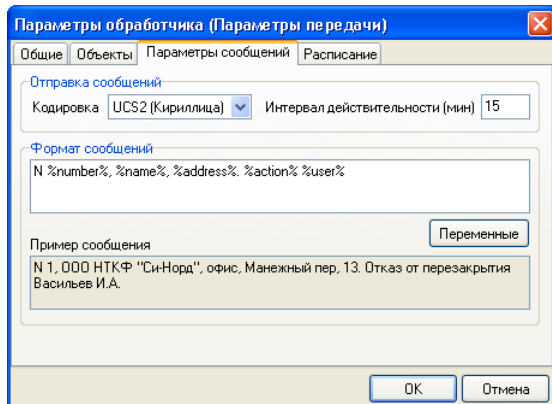 Параметры обработчика (Параметры передачи)
Общие Объекты Параметры сообщений Расписание
Отправка сообщений
Кодировка UCS2 (Кириллица) Интервал действительности (мин) 15
Формат сообщений
N %number%, %name%, %address%. %action% %user%
Переменные
Пример сообщения
N 1, ООО НТКФ "Си-Норд", офис, Манежный пер, 13. Отказ от перезакрытия
Васильев И.А.
OK Отмена